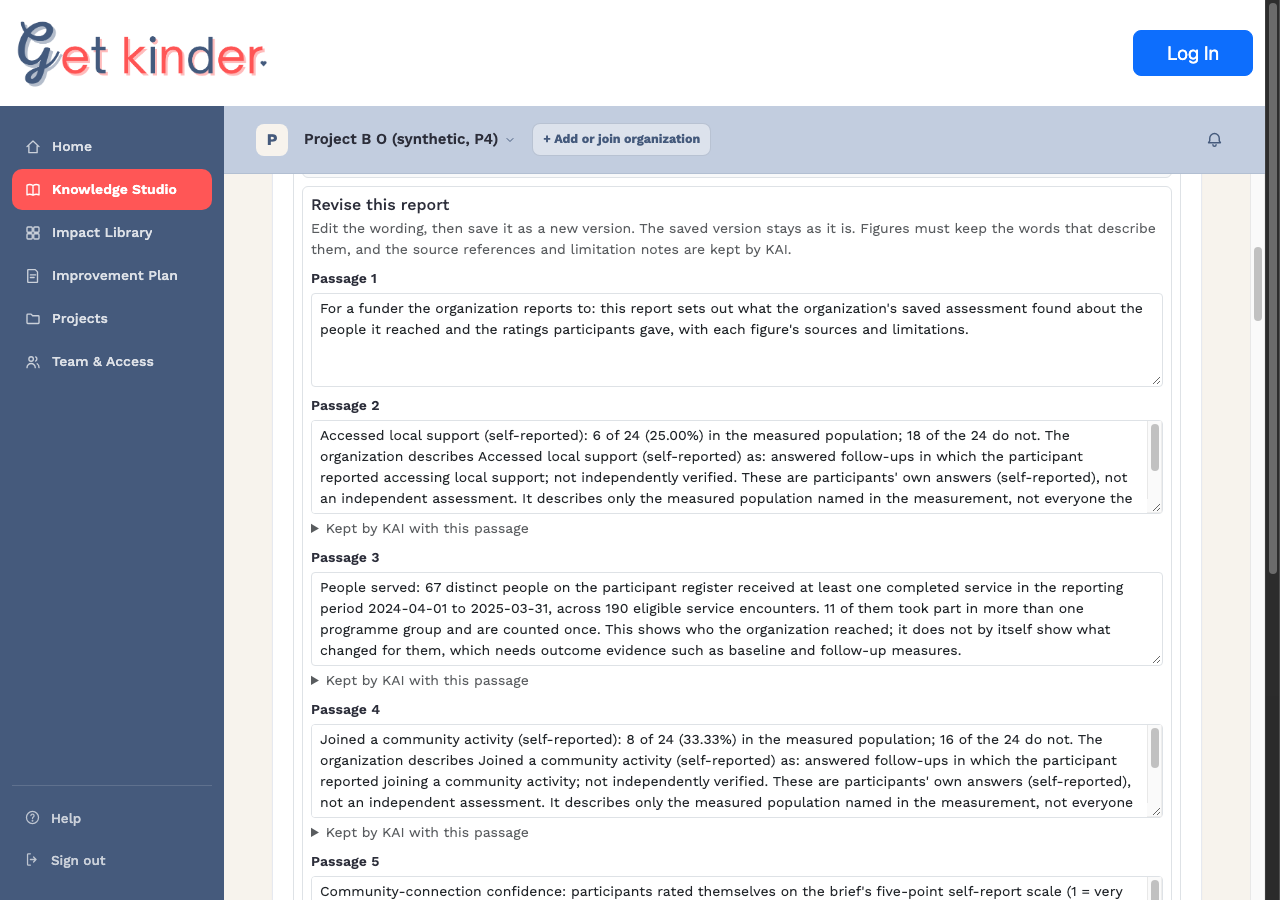 Get kinder
Log In
Home
Knowledge Studio
Impact Library
Improvement Plan
Projects
Team & Access
Help
Sign out
P
Project B O (synthetic, P4)
+ Add or join organization
Revise this report
Edit the wording, then save it as a new version. The saved version stays as it is. Figures must keep the words that describe
them, and the source references and limitation notes are kept by KAI.
Passage 1
For a funder the organization reports to: this report sets out what the organization's saved assessment found about the
people it reached and the ratings participants gave, with each figure's sources and limitations.
Passage 2
Accessed local support (self-reported): 6 of 24 (25.00%) in the measured population; 18 of the 24 do not. The
organization describes Accessed local support (self-reported) as: answered follow-ups in which the participant
reported accessing local support; not independently verified. These are participants' own answers (self-reported), not
an independent assessment. It describes only the measured population named in the measurement, not everyone the
Kept by KAI with this passage
Passage 3
People served: 67 distinct people on the participant register received at least one completed service in the reporting
period 2024-04-01 to 2025-03-31, across 190 eligible service encounters. 11 of them took part in more than one
programme group and are counted once. This shows who the organization reached; it does not by itself show what
changed for them, which needs outcome evidence such as baseline and follow-up measures.
Kept by KAI with this passage
Passage 4
Joined a community activity (self-reported): 8 of 24 (33.33%) in the measured population; 16 of the 24 do not. The
organization describes Joined a community activity (self-reported) as: answered follow-ups in which the participant
reported joining a community activity; not independently verified. These are participants' own answers (self-reported),
not an independent assessment. It describes only the measured population named in the measurement, not everyone
Kept by KAI with this passage
Passage 5
Community-connection confidence: participants rated themselves on the brief's five-point self-report scale (1 = very